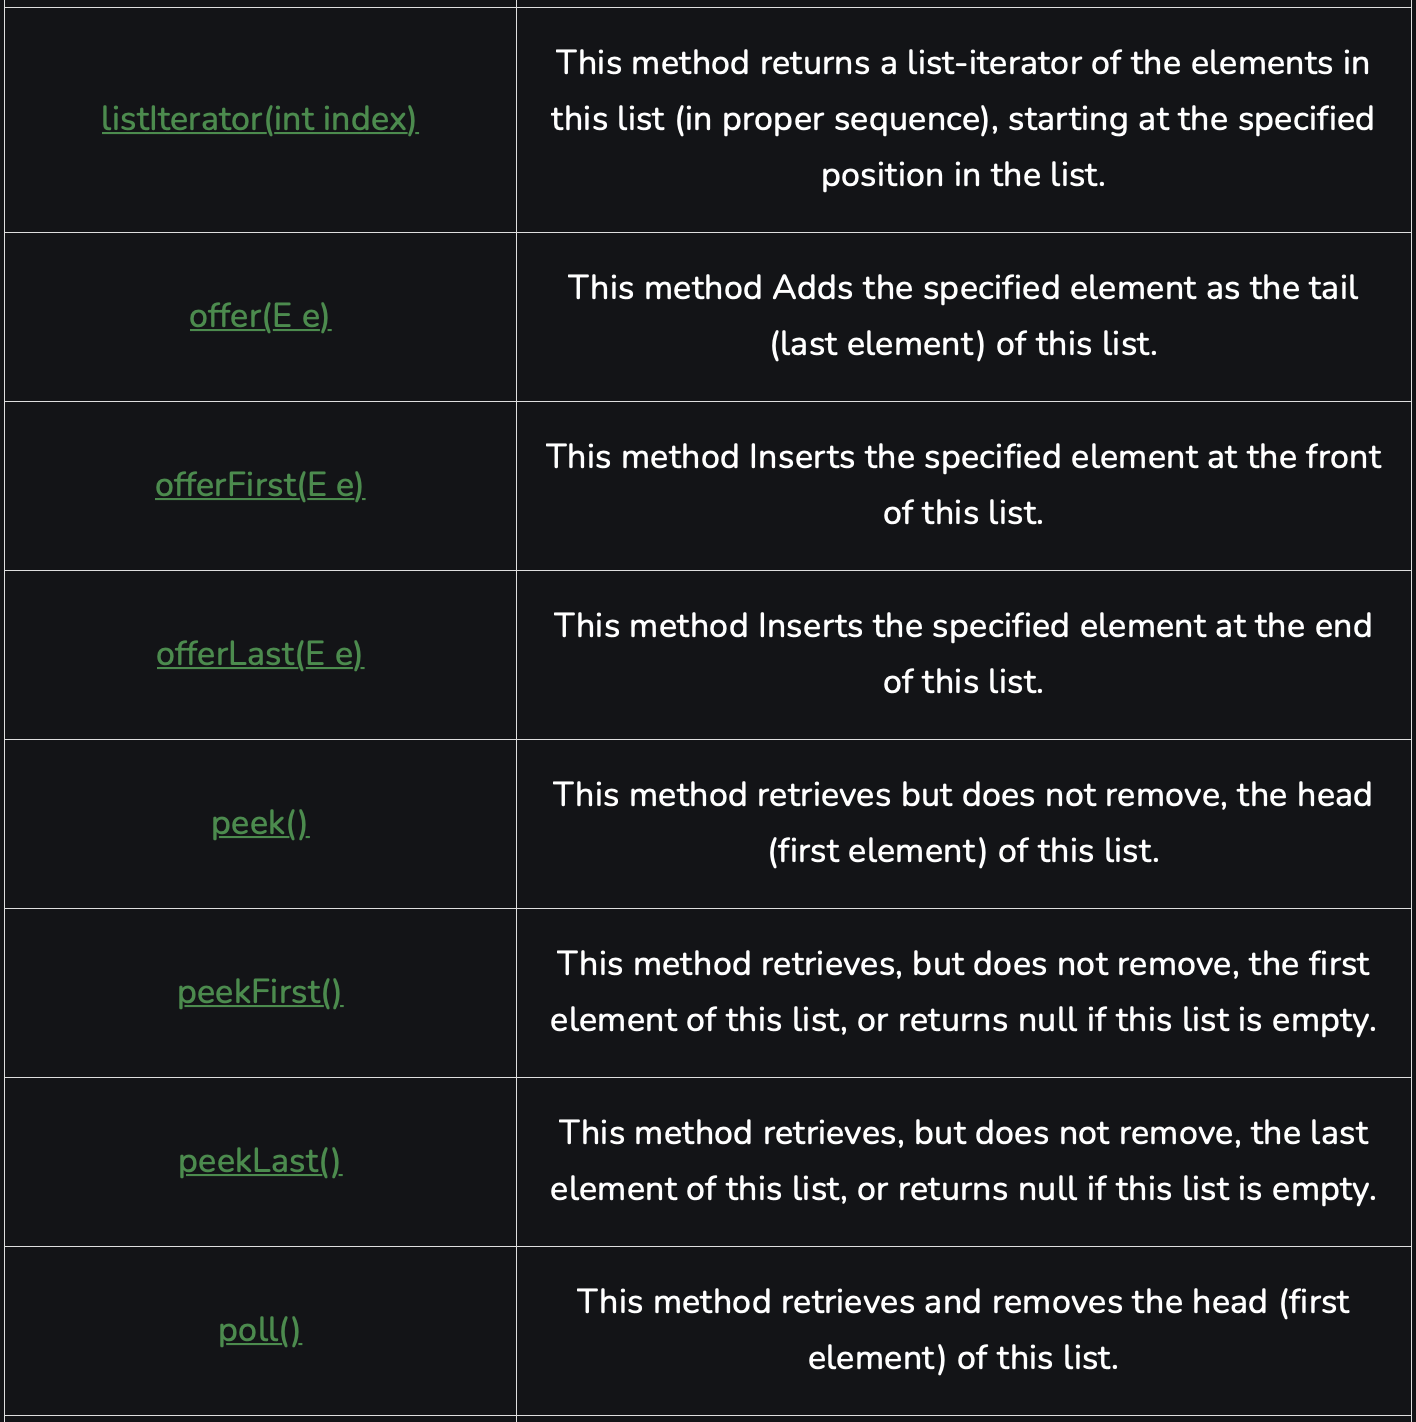 listIterator(int index)
This method returns a list-iterator of the elements in
this list (in proper sequence), starting at the specified
position in the list.
offer(E e)
This method Adds the specified element as the tail
(last element) of this list.
offerFirst(E e)
This method Inserts the specified element at the front
of this list.
offerLast(E e)
This method Inserts the specified element at the end
of this list.
peek()
This method retrieves but does not remove, the head
(first element) of this list.
peekFirst()
This method retrieves, but does not remove, the first
element of this list, or returns null if this list is empty.
peekLast()
This method retrieves, but does not remove, the last
element of this list, or returns null if this list is empty.
poll()
This method retrieves and removes the head (first
element) of this list.